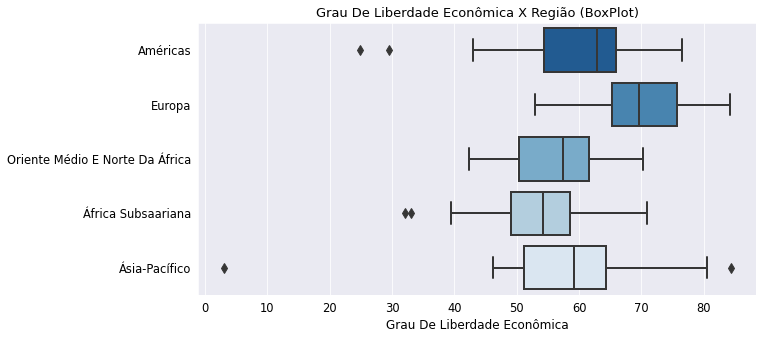 Grau De Liberdade Econômica X Região (BoxPlot)
Américas
Europa
Oriente Médio E Norte Da África
África Subsaariana
Ásia-Pacífico
0 10 20 30 40 50 60 70 80
Grau De Liberdade Econômica